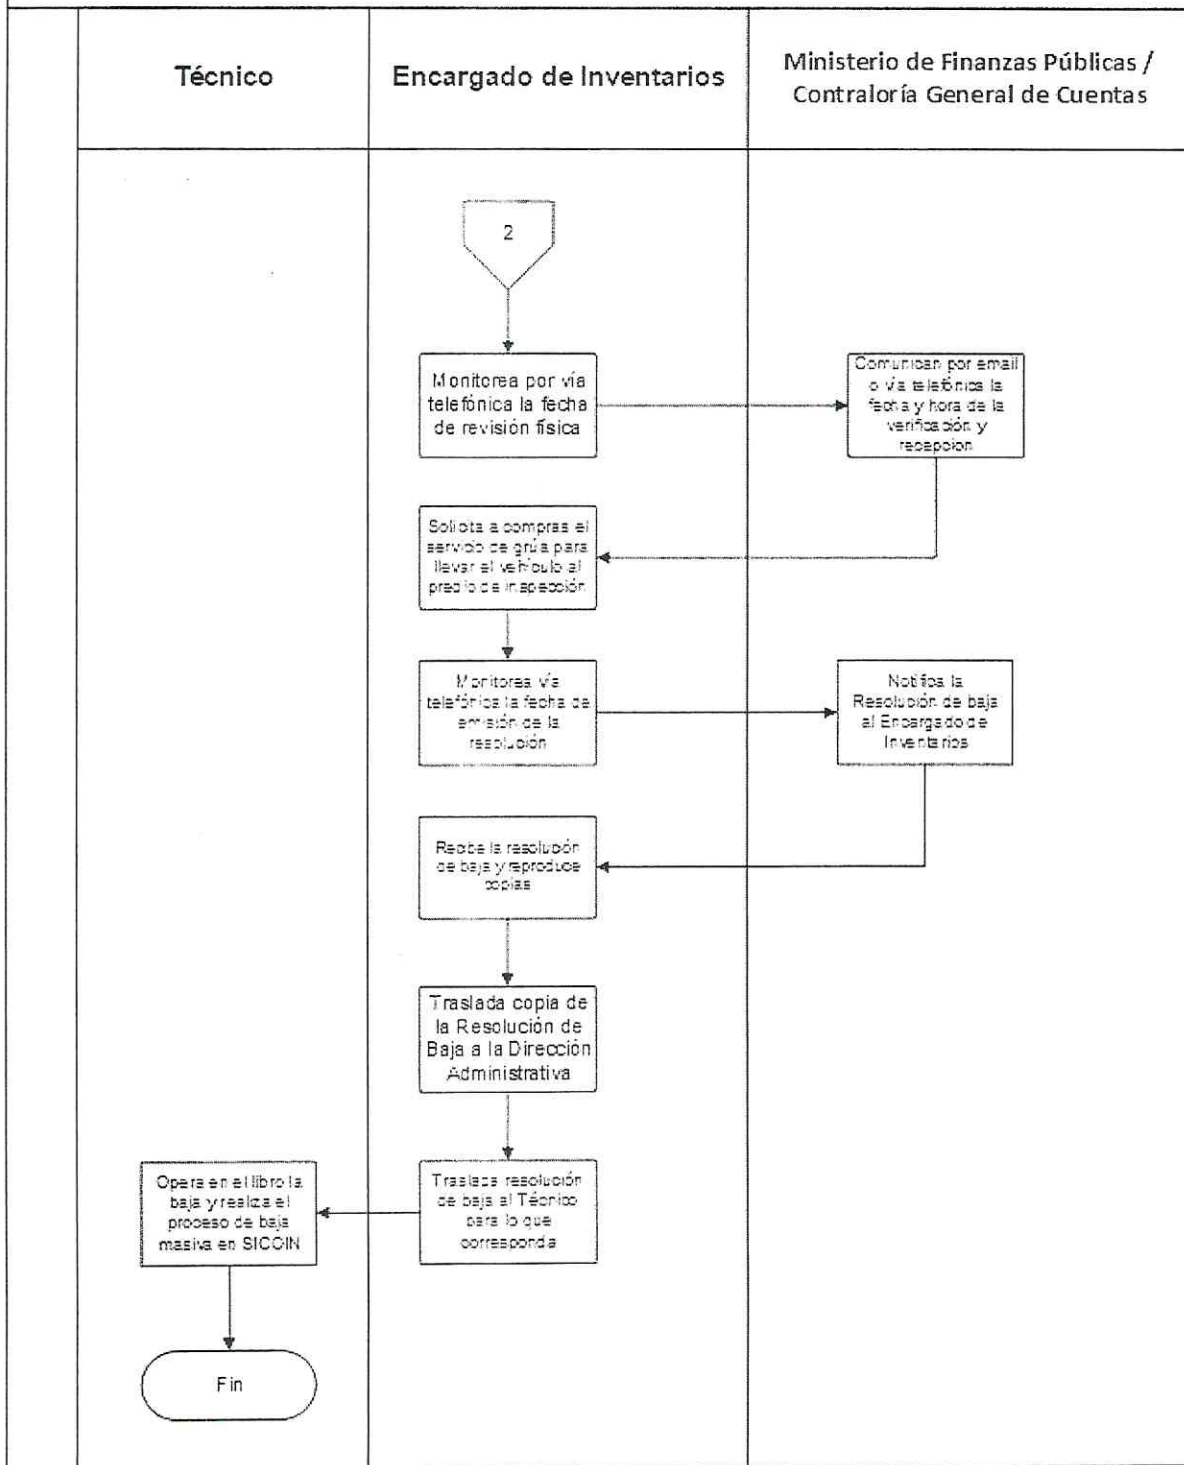 Técnico
Encargado de Inventarios
Ministerio de Finanzas Públicas /
Contraloría General de Cuentas
2
Monitorea por vía
telefónica la fecha
de revisión física
Comunican por email
o vía telefónica la
fecha y hora de la
verificación y
recepcion
Solicita a compras el
servicio de grúa para
llevar el vehículo al
predio de inspección
Monitorea vía
telefónica la fecha de
emisión de la
resolución
Notifica la
Resolución de baja
al Encargado de
Inventarios
Recibe la resolución
de baja y reproduce
copias
Traslada copia de
la Resolución de
Baja a la Dirección
Administrativa
Traslada resolución
de baja al Técnico
para lo que
corresponda
Opera en el libro la
baja y realiza el
proceso de baja
masiva en SICOIN
Fin